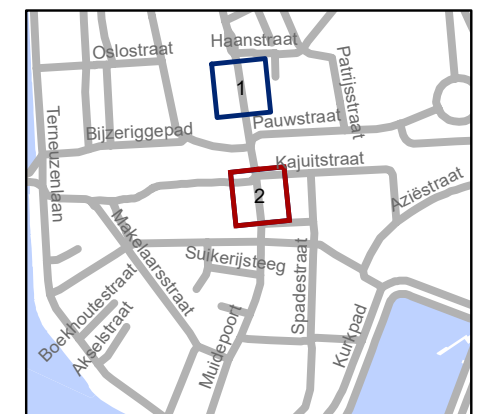 Haanstraat
Oslostraat
Patrijsstraat
1
Terneuzenlaan
Pauwstraat
Bijzeriggepad
Kajuitstraat
Aziëstraat
2
Makelaarsstraat
Suikerijsteeg
Spadestraat
Boekhoutestraat
Akselstraat
Muidepoort
Kurkpad